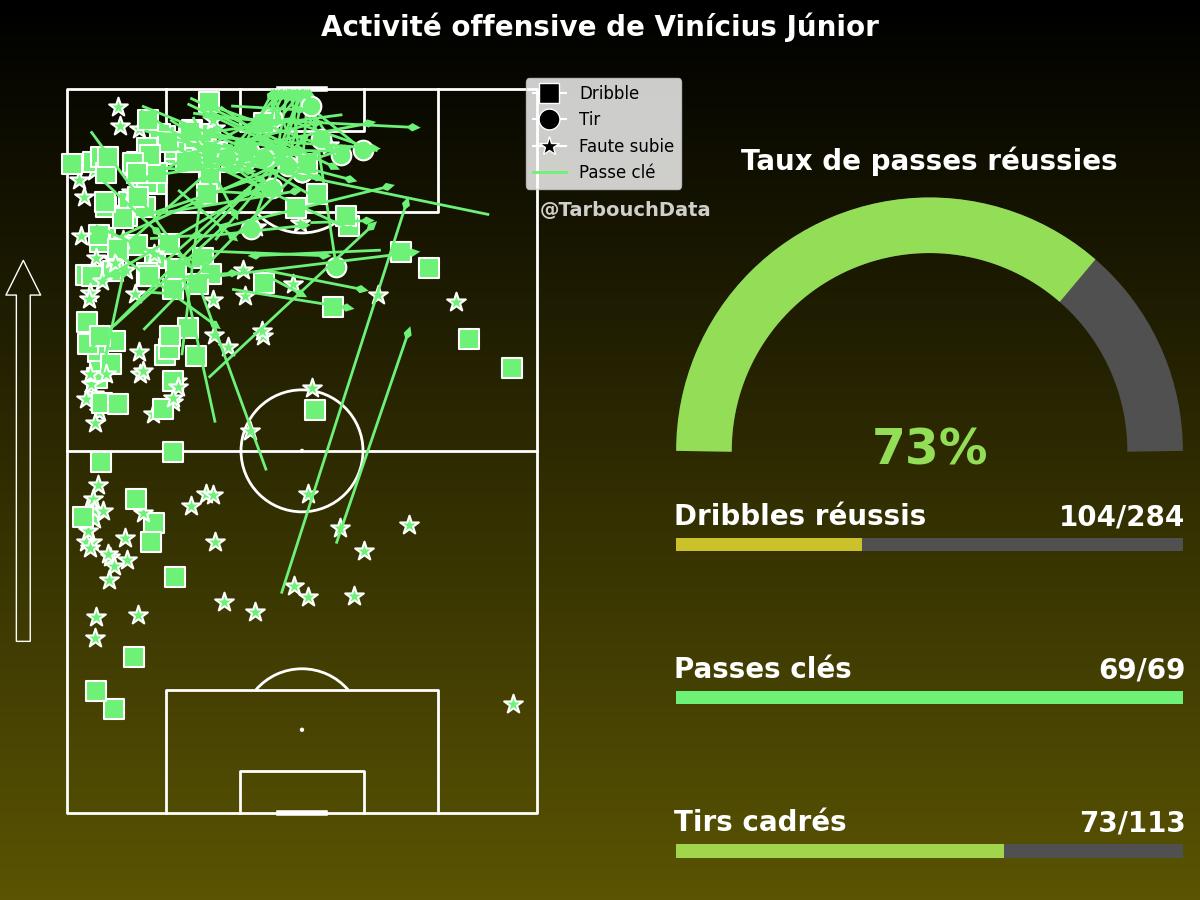 Activité offensive de Vinícius Júnior
Dribble
Tir
Faute subie
Passe clé
@TarbouchData
Taux de passes réussies
73%
Dribbles réussis 104/284
Passes clés 69/69
Tirs cadrés 73/113